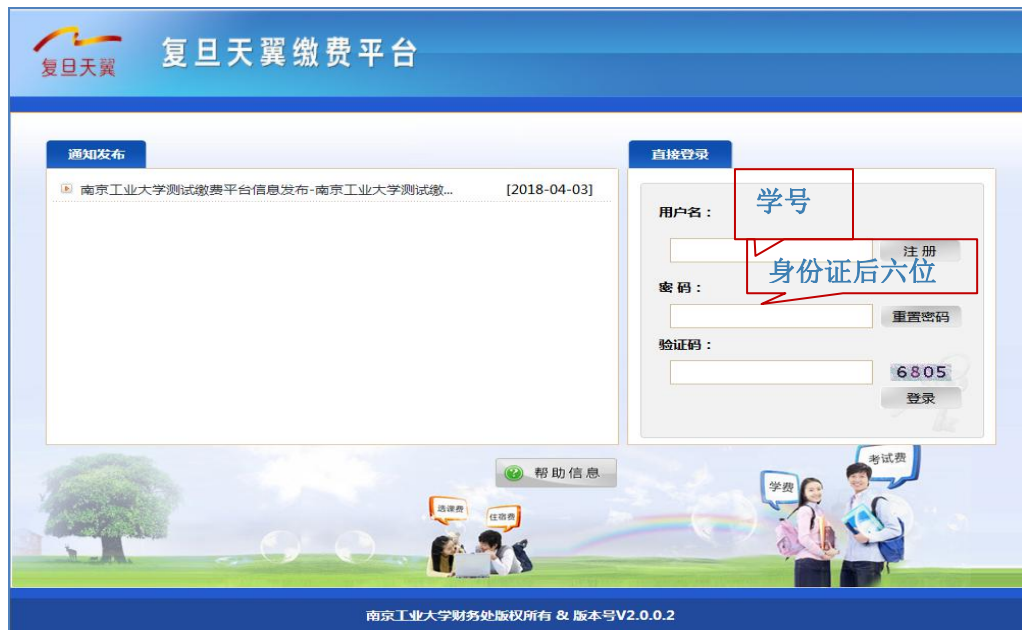 复旦天翼
复旦天翼缴费平台
通知发布
南京工业大学测试缴费平台信息发布-南京工业大学测试缴... [2018-04-03]
直接登录
用户名：
学号
注册
身份证后六位
密 码：
重置密码
验证码：
6805
登录
帮助信息
选课费
住宿费
学费
考试费
南京工业大学财务处版权所有 & 版本号V2.0.0.2